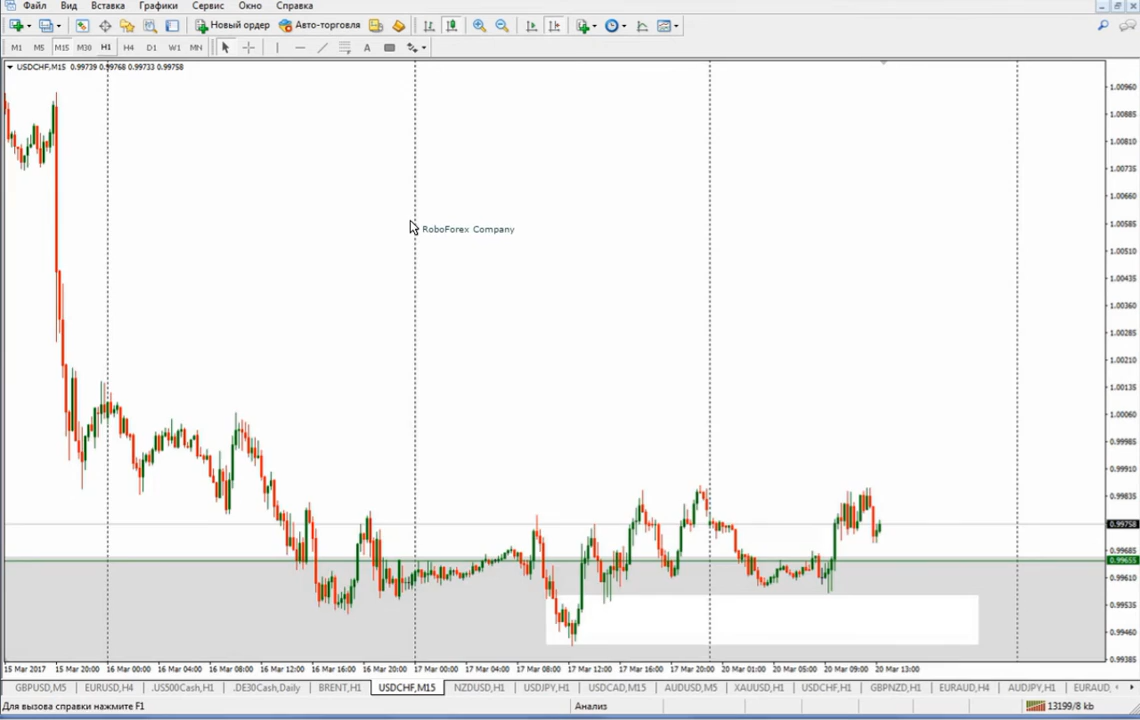 Файл Вид Вставка Графики Сервис Окно Справка
Новый ордер Авто-торговля
M1 M5 M15 M30 H1 H4 D1 W1 MN A
USDCHF,M15 0.99739 0.99768 0.99733 0.99758
1.00960
1.00885
1.00810
1.00735
1.00660
RoboForex Company
1.00585
1.00510
1.00435
1.00360
1.00285
1.00210
1.00135
1.00060
0.99985
0.99910
0.99835
0.99758
0.99685
0.99655
0.99610
0.99535
0.99460
0.99385
15 Mar 2017 15 Mar 20:00 16 Mar 00:00 16 Mar 04:00 16 Mar 08:00 16 Mar 12:00 16 Mar 16:00 16 Mar 20:00 17 Mar 00:00 17 Mar 04:00 17 Mar 08:00 17 Mar 12:00 17 Mar 16:00 17 Mar 20:00 20 Mar 01:00 20 Mar 05:00 20 Mar 09:00 20 Mar 13:00
GBPUSD,M5 EURUSD,H4 .US500Cash,H1 .DE30Cash,Daily BRENT,H1 USDCHF,M15 NZDUSD,H1 USDJPY,H1 USDCAD,M15 AUDUSD,M5 XAUUSD,H1 USDCHF,H1 GBPNZD,H1 EURAUD,H4 AUDJPY,H1 EURAUD,
Для вызова справки нажмите F1 Анализ 13199/8 kb